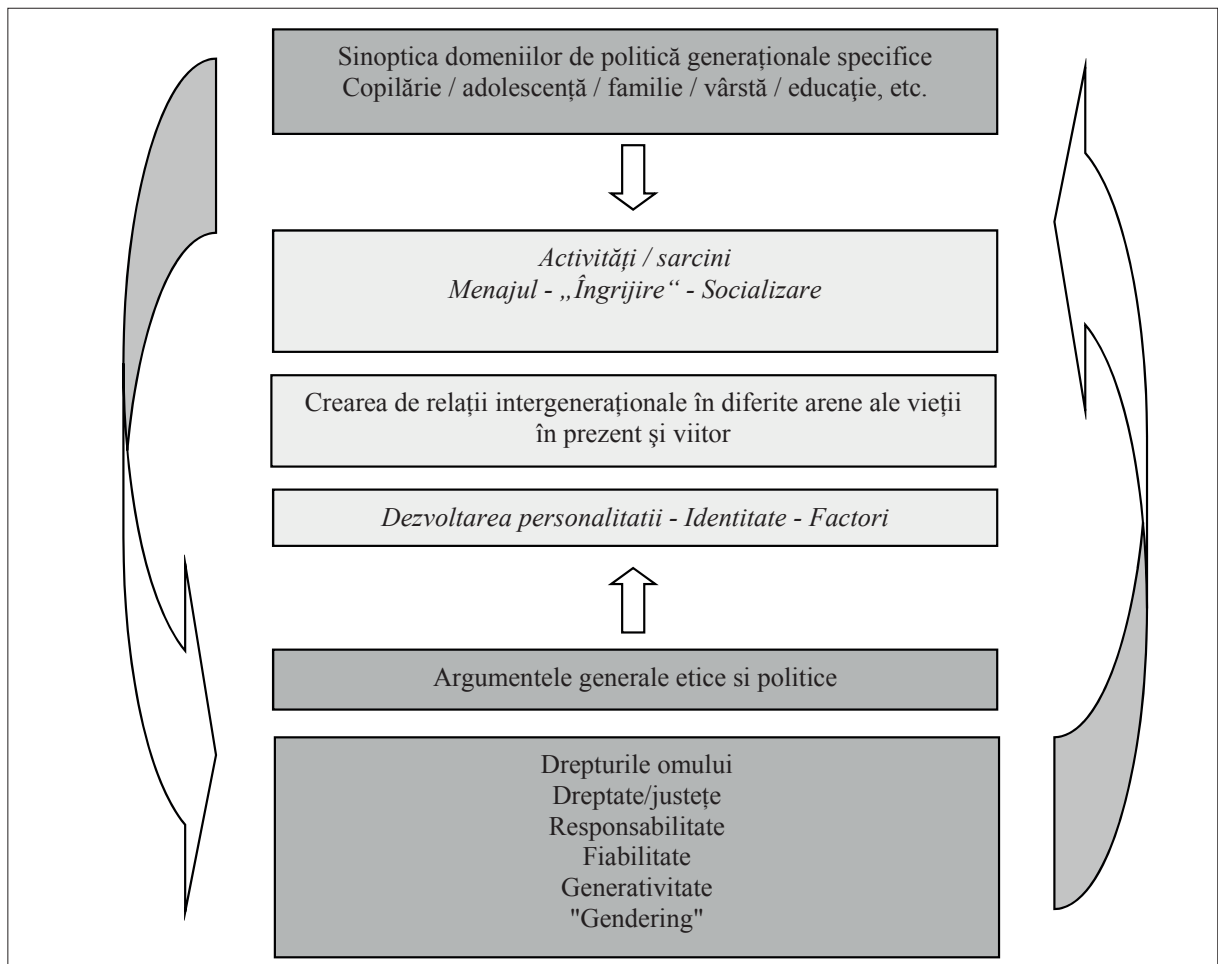 Sinoptica domeniilor de politică generaționale specifice
Copilărie / adolescență / familie / vârstă / educaţie, etc.
Activități / sarcini
Menajul - „Îngrijire“ - Socializare
Crearea de relații intergeneraționale în diferite arene ale vieții
în prezent şi viitor
Dezvoltarea personalitatii - Identitate - Factori
Argumentele generale etice si politice
Drepturile omului
Dreptate/justețe
Responsabilitate
Fiabilitate
Generativitate
"Gendering"